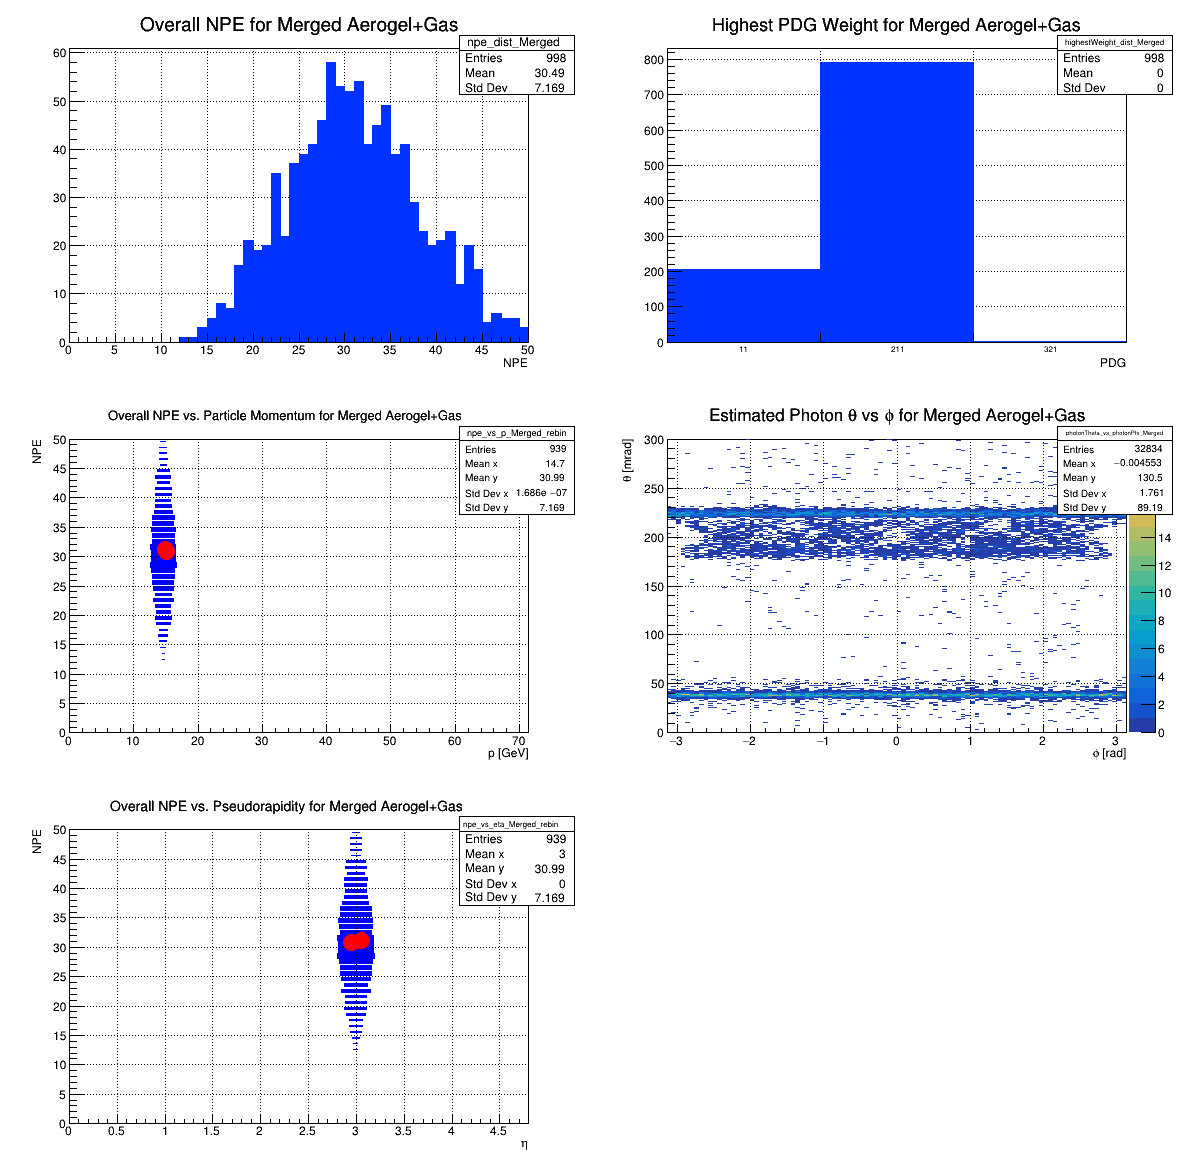 Overall NPE for Merged Aerogel+Gas
npe_dist_Merged
Entries 998
Mean 30.49
Std Dev 7.169
60
50
40
30
20
10
0
0 5 10 15 20 25 30 35 40 45 50
NPE
Highest PDG Weight for Merged Aerogel+Gas
highestWeight_dist_Merged
Entries 998
Mean 0
Std Dev 0
800
700
600
500
400
300
200
100
0
11 211 321
PDG
Overall NPE vs. Particle Momentum for Merged Aerogel+Gas
npe_vs_p_Merged_rebin
Entries 939
Mean x 14.7
Mean y 30.99
Std Dev x 1.686e −07
Std Dev y 7.169
NPE
50
45
40
35
30
25
20
15
10
5
0
0 10 20 30 40 50 60 70
p [GeV]
Estimated Photon θ vs ϕ for Merged Aerogel+Gas
photonTheta_vs_photonPhi_Merged
Entries 32834
Mean x −0.004553
Mean y 130.5
Std Dev x 1.761
Std Dev y 89.19
θ [mrad]
300
250
200
150
100
50
0
−3 −2 −1 0 1 2 3
ϕ [rad]
14
12
10
8
6
4
2
0
Overall NPE vs. Pseudorapidity for Merged Aerogel+Gas
npe_vs_eta_Merged_rebin
Entries 939
Mean x 3
Mean y 30.99
Std Dev x 0
Std Dev y 7.169
NPE
50
45
40
35
30
25
20
15
10
5
0
0 0.5 1 1.5 2 2.5 3 3.5 4 4.5
η